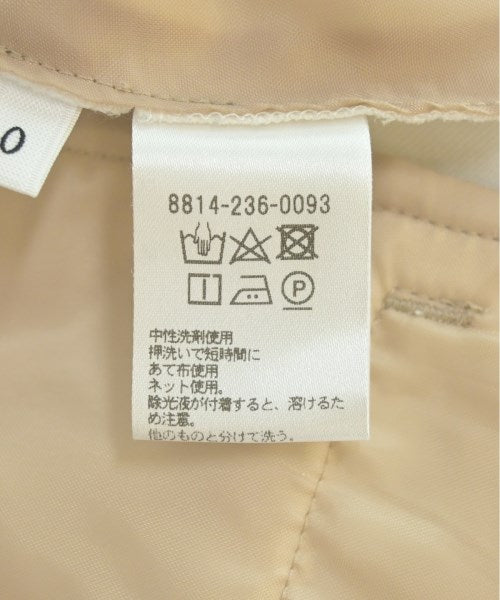 0
8814-236-0093
P
中性洗剤使用
押洗いで短時間に
あて布使用
ネット使用。
除光液が付着すると、溶けるた
め注意。
他のものと分けて洗う。